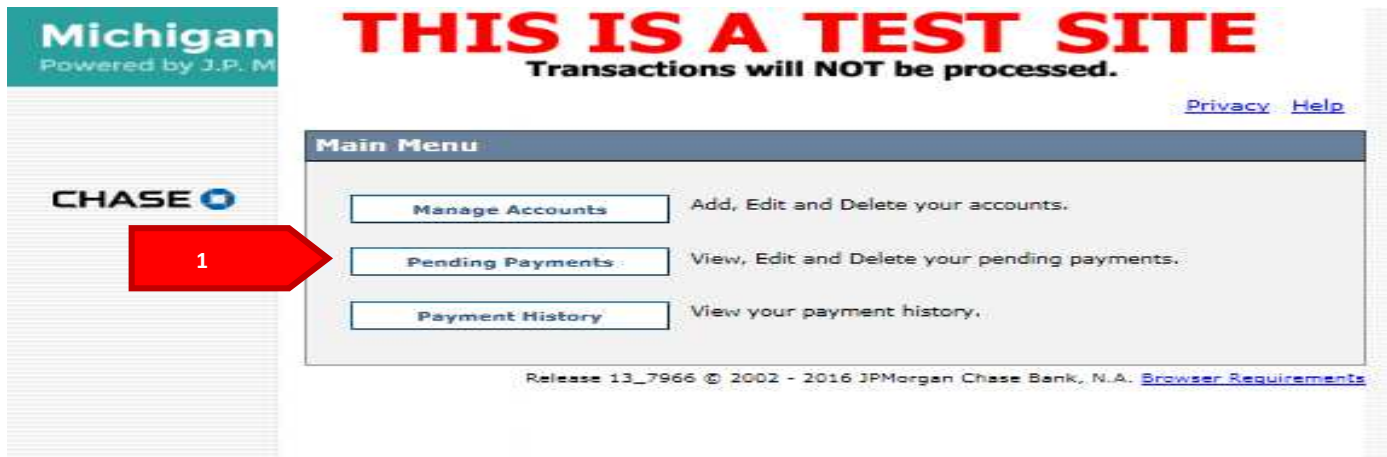 Michigan
Powered by J.P. M
THIS IS A TEST SITE
Transactions will NOT be processed.
Privacy Help
Main Menu
CHASE
Manage Accounts Add, Edit and Delete your accounts.
1
Pending Payments View, Edit and Delete your pending payments.
Payment History View your payment history.
Release 13_7966 © 2002 - 2016 JPMorgan Chase Bank, N.A. Browser Requirements